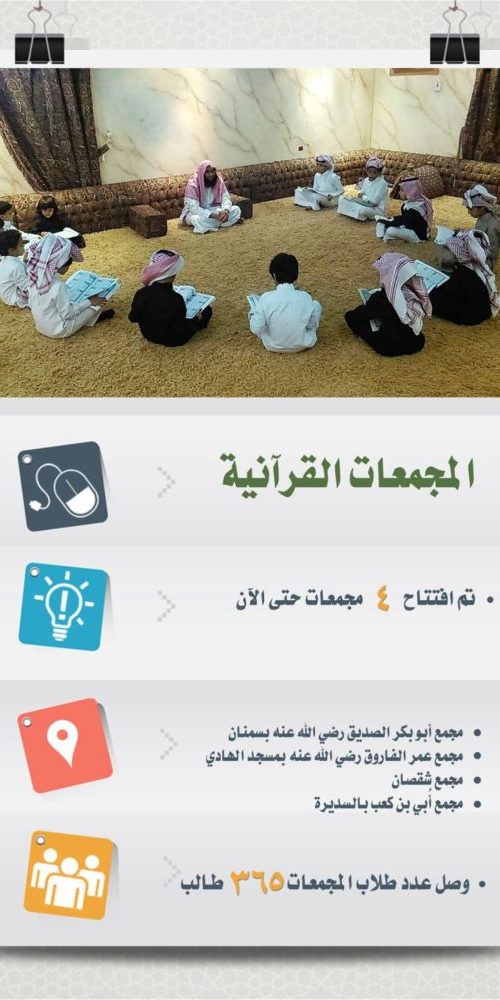 المجمعات القرآنية
• تم افتتاح ٤ مجمعات حتى الآن
• مجمع أبو بكر الصديق رضي الله عنه بسمنان
• مجمع عمر الفاروق رضي الله عنه بمسجد الهادي
• مجمع شقصان
• مجمع أُبي بن كعب بالسديرة
• وصل عدد طلاب المجمعات ٣٦٥ طالب